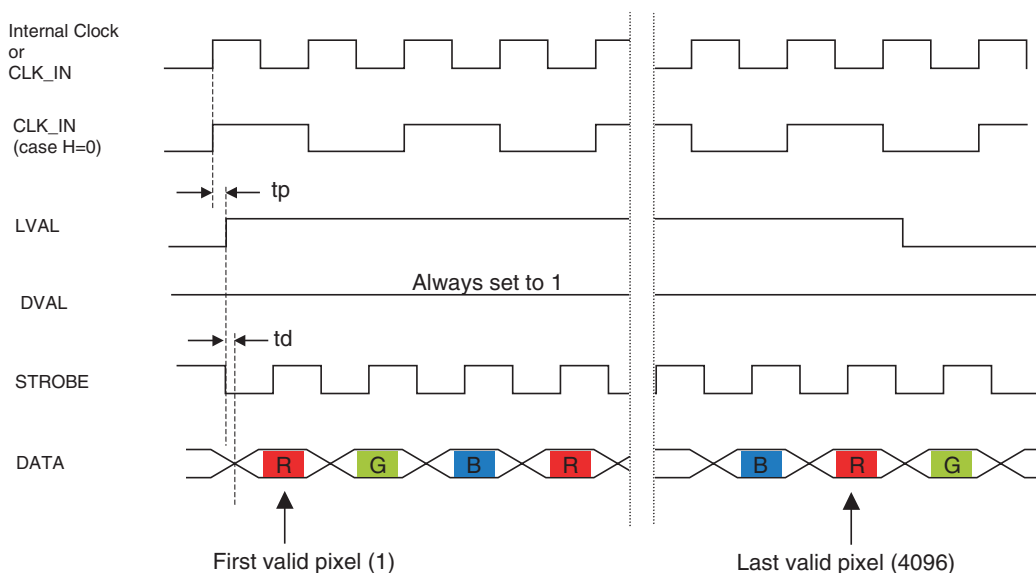 Internal Clock
or
CLK_IN
CLK_IN
(case H=0)
tp
LVAL
Always set to 1
DVAL
td
STROBE
DATA
R
G
B
R
B
R
G
First valid pixel (1)
Last valid pixel (4096)